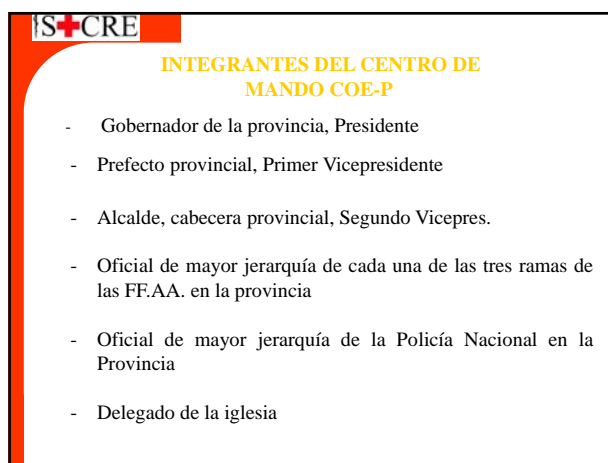 S✚CRE
INTEGRANTES DEL CENTRO DE
MANDO COE-P
- Gobernador de la provincia, Presidente
- Prefecto provincial, Primer Vicepresidente
- Alcalde, cabecera provincial, Segundo Vicepres.
- Oficial de mayor jerarquía de cada una de las tres ramas de
las FF.AA. en la provincia
- Oficial de mayor jerarquía de la Policía Nacional en la
Provincia
- Delegado de la iglesia